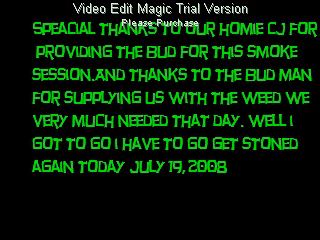 Video Edit Magic Trial Version
Please Purchase
SPEACIAL THANKS TO OUR HOMIE CJ FOR
PROVIDING THE BUD FOR THIS SMOKE
SESSION.AND THANKS TO THE BUD MAN
FOR SUPPLYING US WITH THE WEED WE
VERY MUCH NEEDED THAT DAY. WELL I
GOT TO GO I HAVE TO GO GET STONED
AGAIN TODAY JULY 19,2008